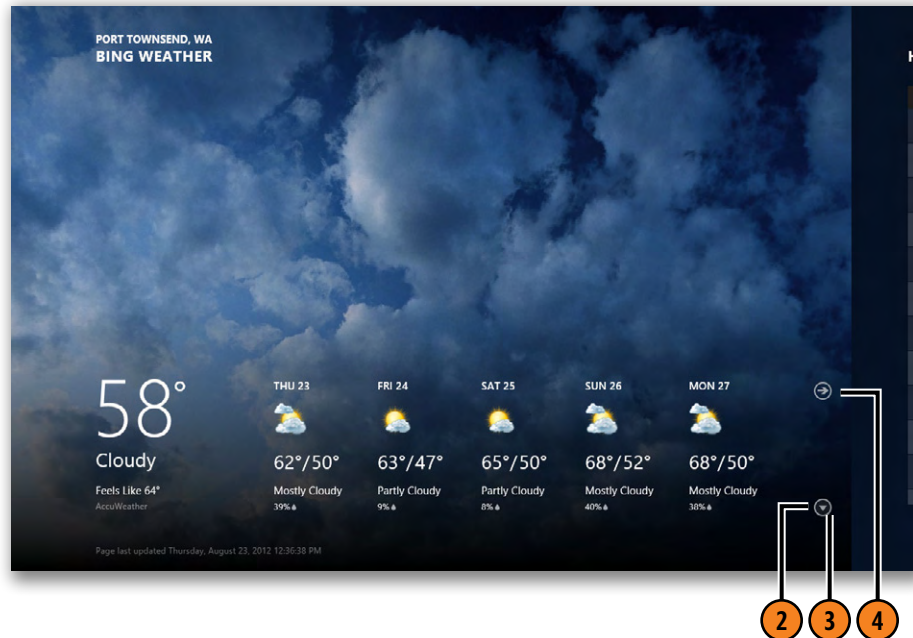 PORT TOWNSEND, WA
BING WEATHER
H
58°
Cloudy
Feels Like 64°
AccuWeather
THU 23
62°/50°
Mostly Cloudy
39%
FRI 24
63°/47°
Partly Cloudy
9%
SAT 25
65°/50°
Partly Cloudy
8%
SUN 26
68°/52°
Mostly Cloudy
40%
MON 27
68°/50°
Mostly Cloudy
38%
Page last updated Thursday, August 23, 2012 12:36:38 PM
2
3
4